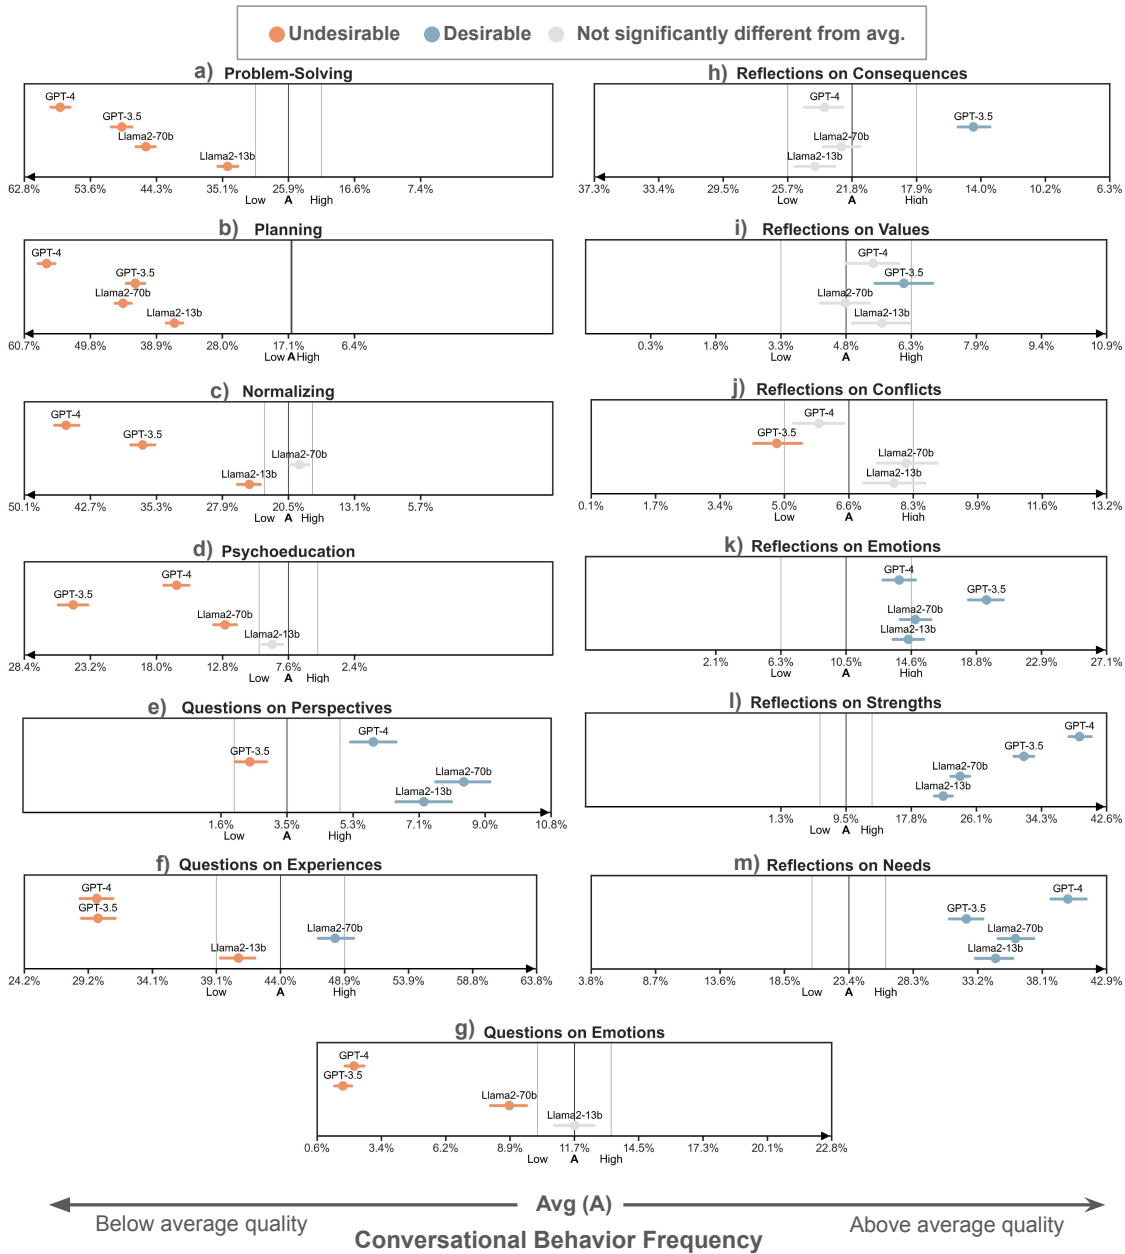 Undesirable Desirable Not significantly different from avg.
a) Problem-Solving
GPT-4
GPT-3.5
Llama2-70b
Llama2-13b
62.8% 53.6% 44.3% 35.1% 25.9% 16.6% 7.4%
Low A High
b) Planning
GPT-4
GPT-3.5
Llama2-70b
Llama2-13b
60.7% 49.8% 38.9% 28.0% 17.1% 6.4%
Low A High
c) Normalizing
GPT-4
GPT-3.5
Llama2-70b
Llama2-13b
50.1% 42.7% 35.3% 27.9% 20.5% 13.1% 5.7%
Low A High
d) Psychoeducation
GPT-4
GPT-3.5
Llama2-70b
Llama2-13b
28.4% 23.2% 18.0% 12.8% 7.6% 2.4%
Low A High
e) Questions on Perspectives
GPT-4
GPT-3.5
Llama2-70b
Llama2-13b
1.6% 3.5% 5.3% 7.1% 9.0% 10.8%
Low A High
f) Questions on Experiences
GPT-4
GPT-3.5
Llama2-70b
Llama2-13b
24.2% 29.2% 34.1% 39.1% 44.0% 48.9% 53.9% 58.8% 63.8%
Low A High
g) Questions on Emotions
GPT-4
GPT-3.5
Llama2-70b
Llama2-13b
0.6% 3.4% 6.2% 8.9% 11.7% 14.5% 17.3% 20.1% 22.8%
Low A High
h) Reflections on Consequences
GPT-4
GPT-3.5
Llama2-70b
Llama2-13b
37.3% 33.4% 29.5% 25.7% 21.8% 17.9% 14.0% 10.2% 6.3%
Low A High
i) Reflections on Values
GPT-4
GPT-3.5
Llama2-70b
Llama2-13b
0.3% 1.8% 3.3% 4.8% 6.3% 7.9% 9.4% 10.9%
Low A High
j) Reflections on Conflicts
GPT-4
GPT-3.5
Llama2-70b
Llama2-13b
0.1% 1.7% 3.4% 5.0% 6.6% 8.3% 9.9% 11.6% 13.2%
Low A High
k) Reflections on Emotions
GPT-4
GPT-3.5
Llama2-70b
Llama2-13b
2.1% 6.3% 10.5% 14.6% 18.8% 22.9% 27.1%
Low A High
l) Reflections on Strengths
GPT-4
GPT-3.5
Llama2-70b
Llama2-13b
1.3% 9.5% 17.8% 26.1% 34.3% 42.6%
Low A High
m) Reflections on Needs
GPT-4
GPT-3.5
Llama2-70b
Llama2-13b
3.8% 8.7% 13.6% 18.5% 23.4% 28.3% 33.2% 38.1% 42.9%
Low A High
Avg (A)
Below average quality Above average quality
Conversational Behavior Frequency